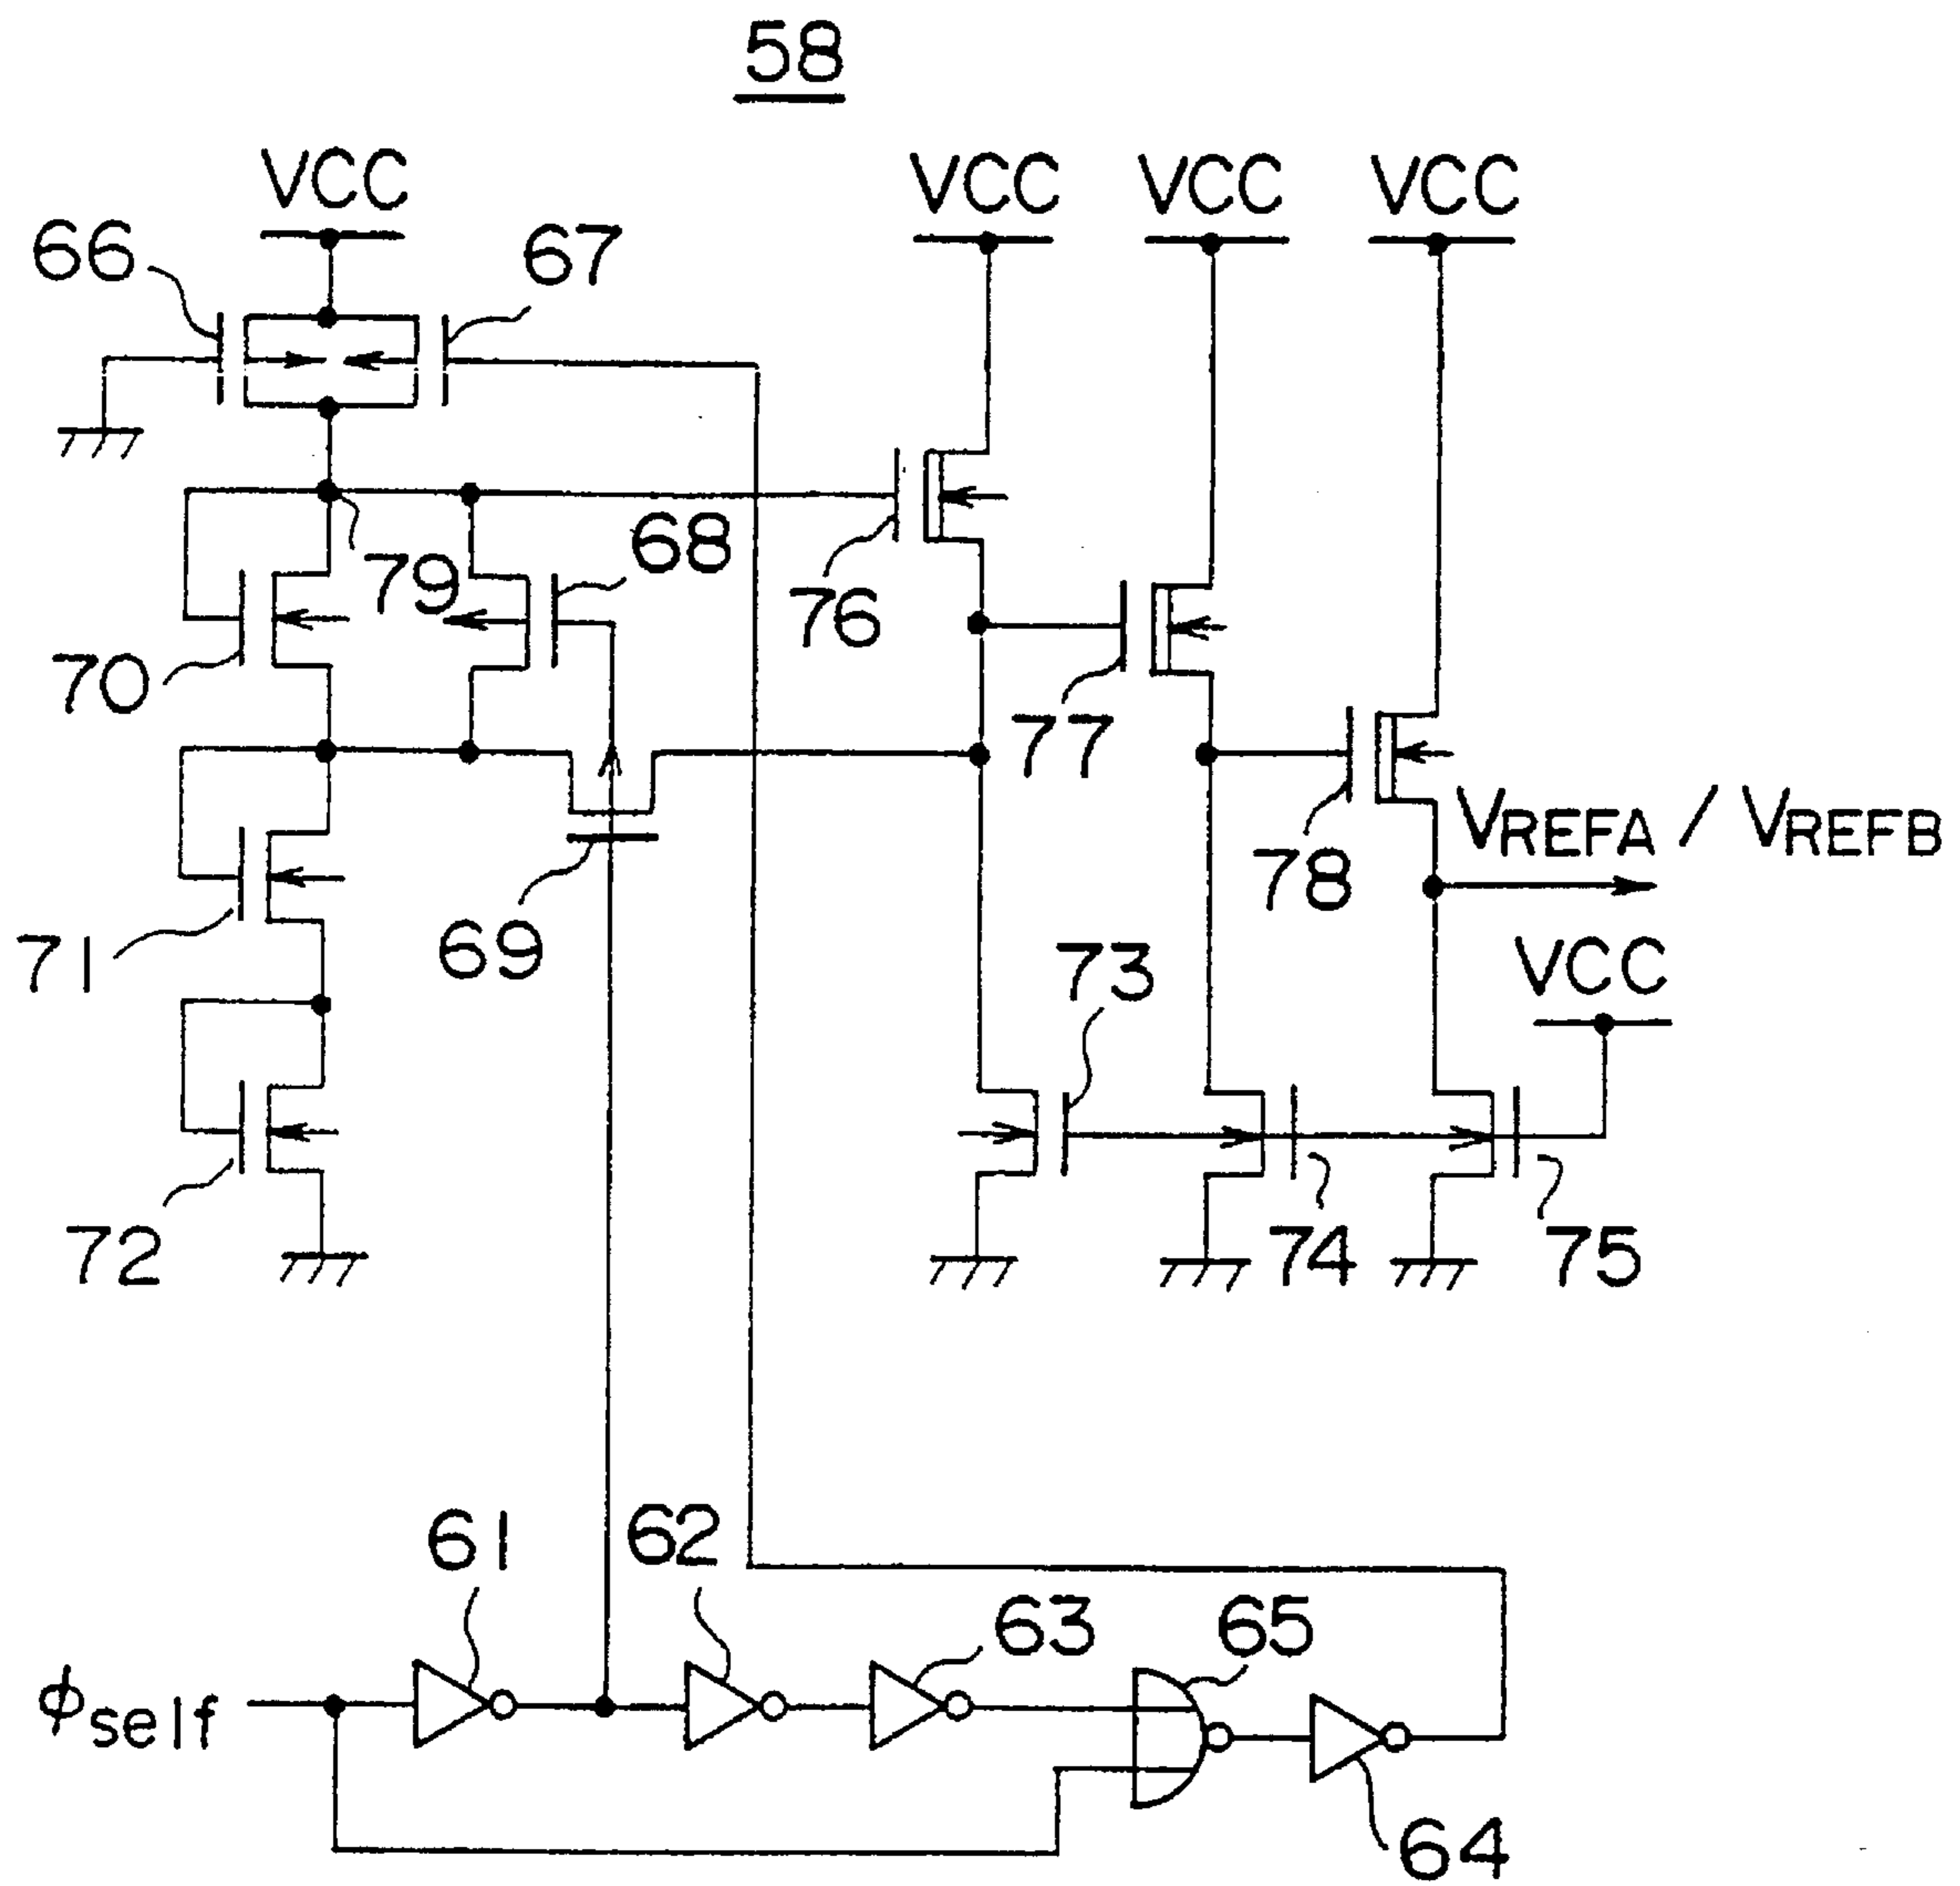 58
VCC
VCC
VCC
VCC
66
67
68
79
76
70
77
VREFA / VREFB
78
71
69
73
VCC
72
74
75
61
62
63
65
φself
64